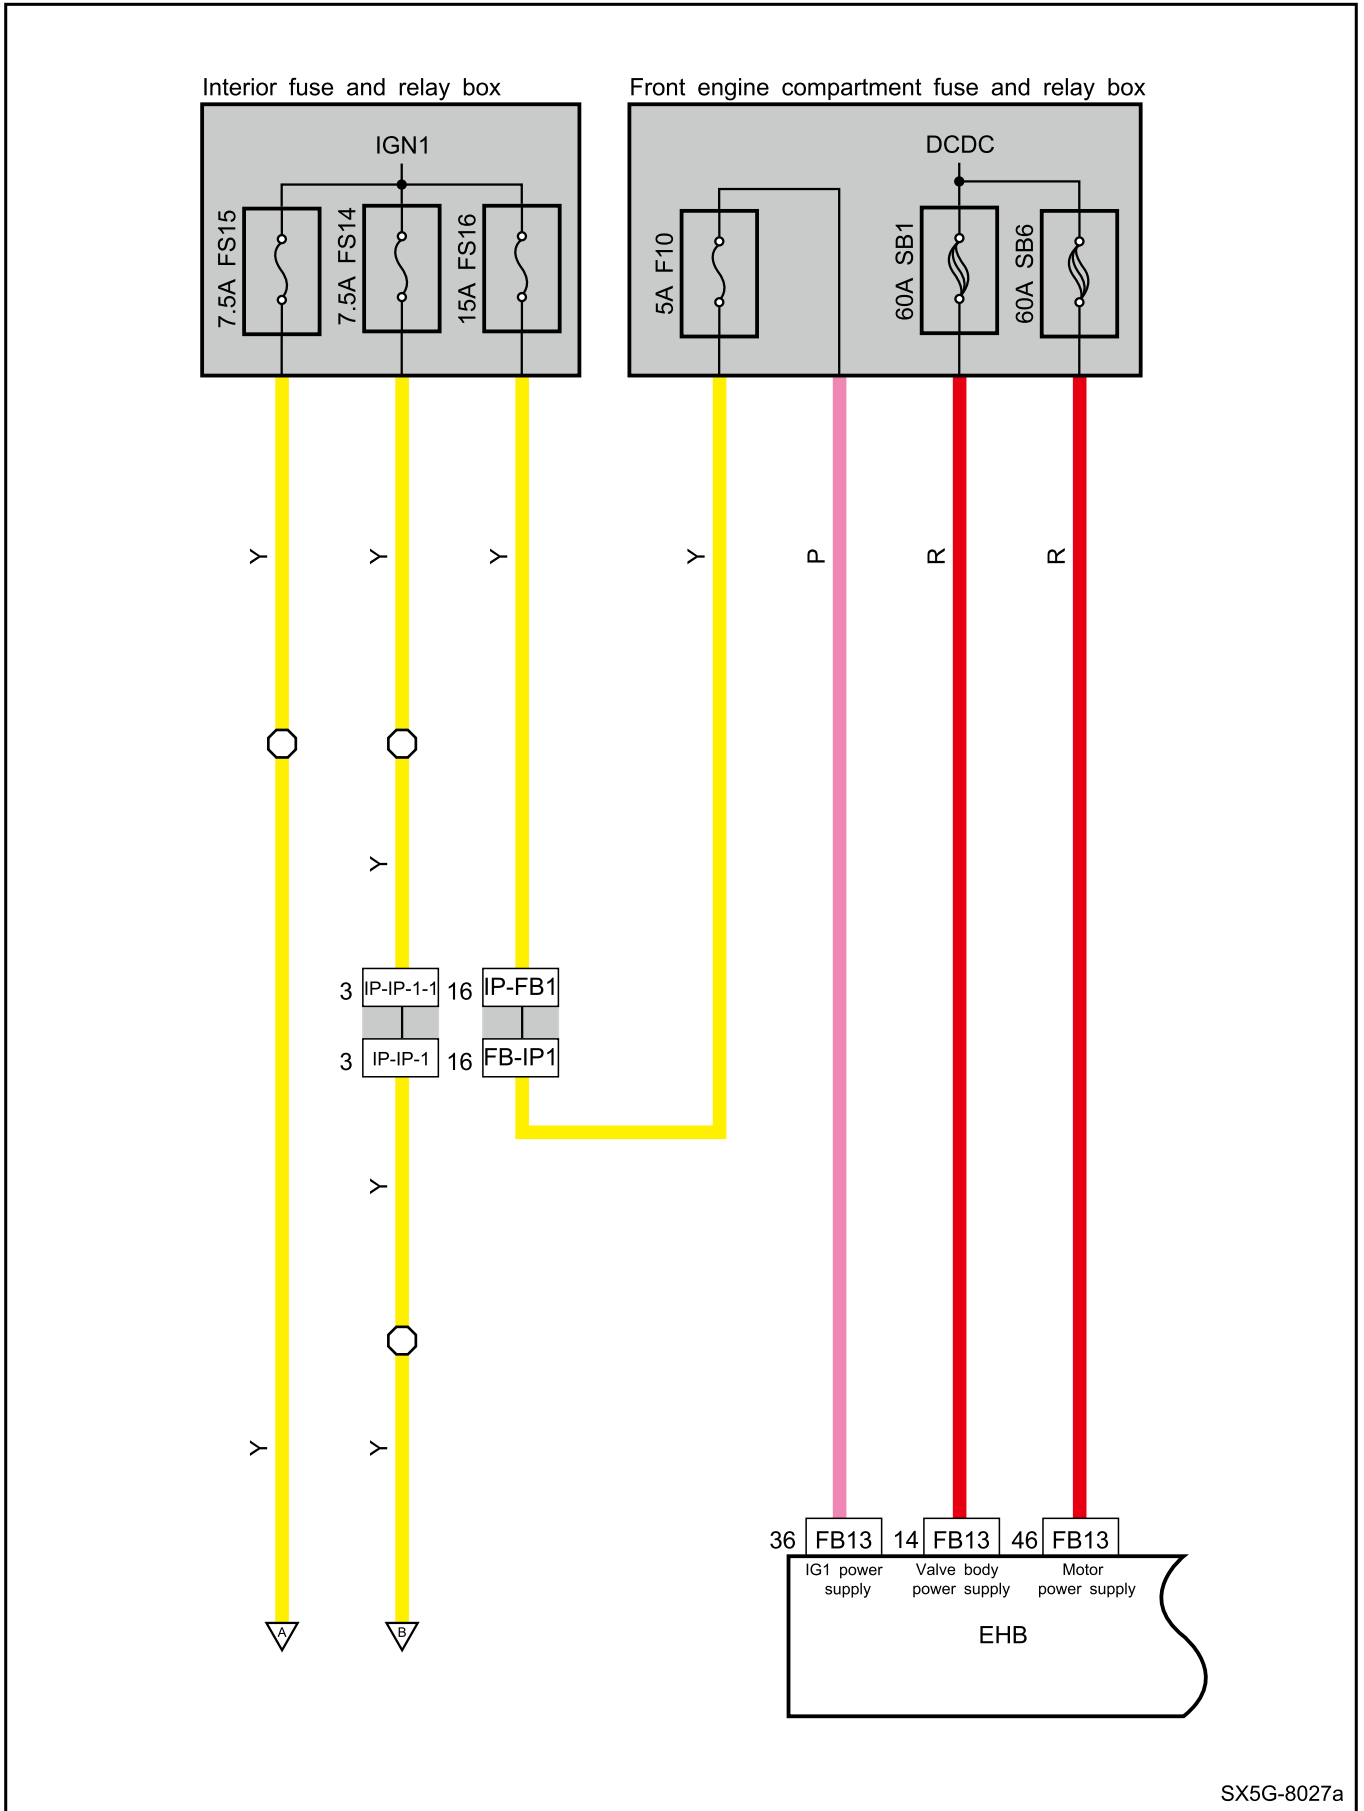 Interior fuse and relay box
Front engine compartment fuse and relay box
IGN1
DCDC
7.5A FS15
7.5A FS14
15A FS16
5A F10
60A SB1
60A SB6
Y
Y
Y
Y
P
R
R
Y
3 IP-IP-1-1
16 IP-FB1
3 IP-IP-1
16 FB-IP1
Y
Y
Y
36 FB13
14 FB13
46 FB13
IG1 power
supply
Valve body
power supply
Motor
power supply
A
B
EHB
SX5G-8027a